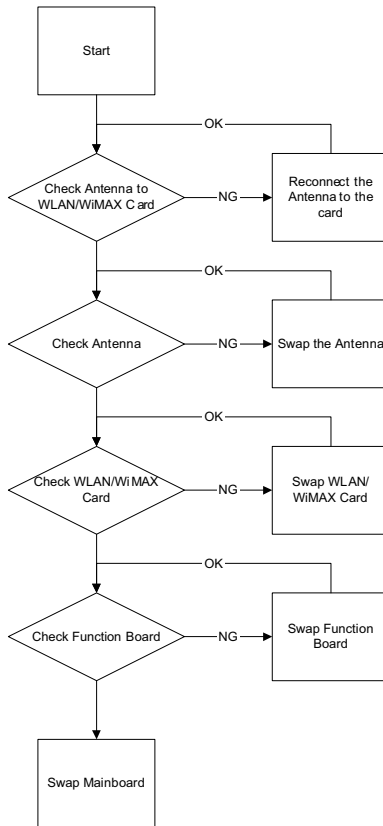 Start
OK
Check Antenna to
WLAN/WiMAX Card
NG
Reconnect the
Antenna to the
card
OK
Check Antenna
NG
Swap the Antenna
OK
Check WLAN/WiMAX
Card
NG
Swap WLAN/
WiMAX Card
OK
Check Function Board
NG
Swap Function
Board
Swap Mainboard